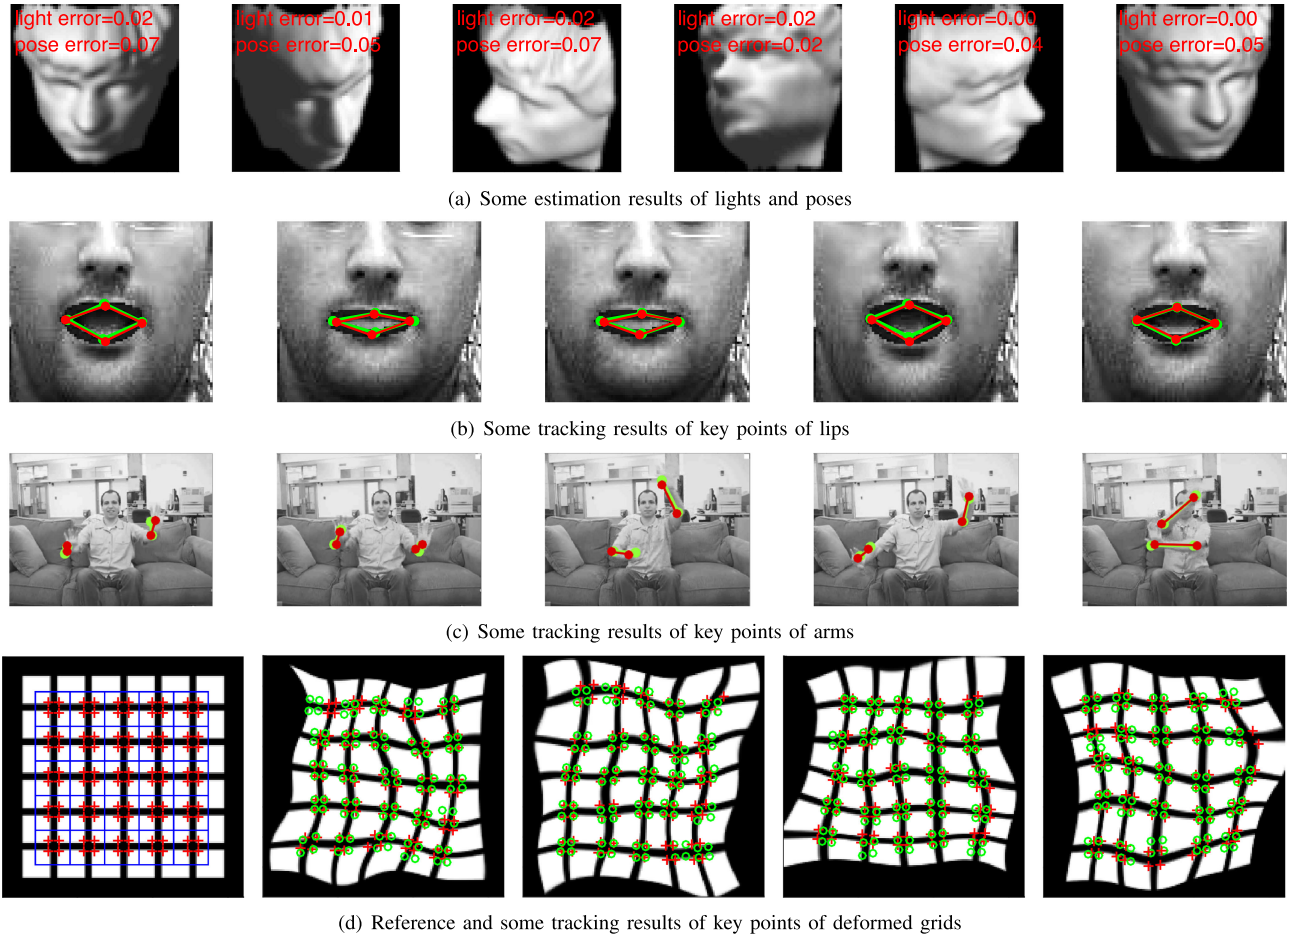 light error=0.02
pose error=0.07
light error=0.01
pose error=0.05
light error=0.02
pose error=0.07
light error=0.02
pose error=0.02
light error=0.00
pose error=0.04
light error=0.00
pose error=0.05
(a) Some estimation results of lights and poses
(b) Some tracking results of key points of lips
(c) Some tracking results of key points of arms
(d) Reference and some tracking results of key points of deformed grids